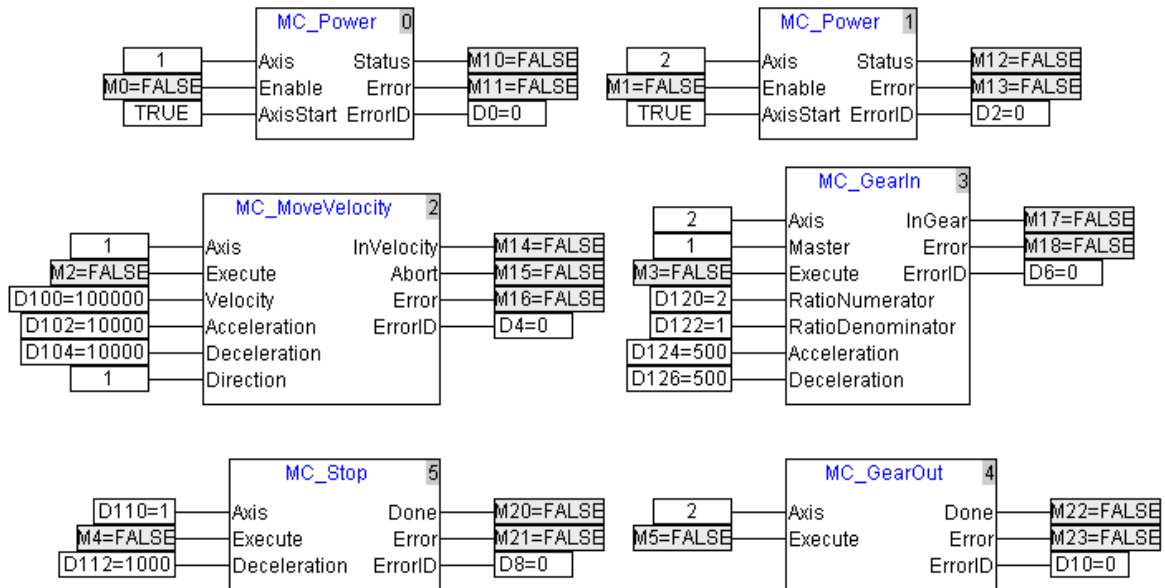 MC_Power 0
1 Axis Status M10=FALSE
M0=FALSE Enable Error M11=FALSE
TRUE AxisStart ErrorID D0=0
MC_Power 1
2 Axis Status M12=FALSE
M1=FALSE Enable Error M13=FALSE
TRUE AxisStart ErrorID D2=0
MC_MoveVelocity 2
1 Axis InVelocity M14=FALSE
M2=FALSE Execute Abort M15=FALSE
D100=100000 Velocity Error M16=FALSE
D102=10000 Acceleration ErrorID D4=0
D104=10000 Deceleration
1 Direction
MC_GearIn 3
2 Axis InGear M17=FALSE
1 Master Error M18=FALSE
M3=FALSE Execute ErrorID D6=0
D120=2 RatioNumerator
D122=1 RatioDenominator
D124=500 Acceleration
D126=500 Deceleration
MC_Stop 5
D110=1 Axis Done M20=FALSE
M4=FALSE Execute Error M21=FALSE
D112=1000 Deceleration ErrorID D8=0
MC_GearOut 4
2 Axis Done M22=FALSE
M5=FALSE Execute Error M23=FALSE
ErrorID D10=0